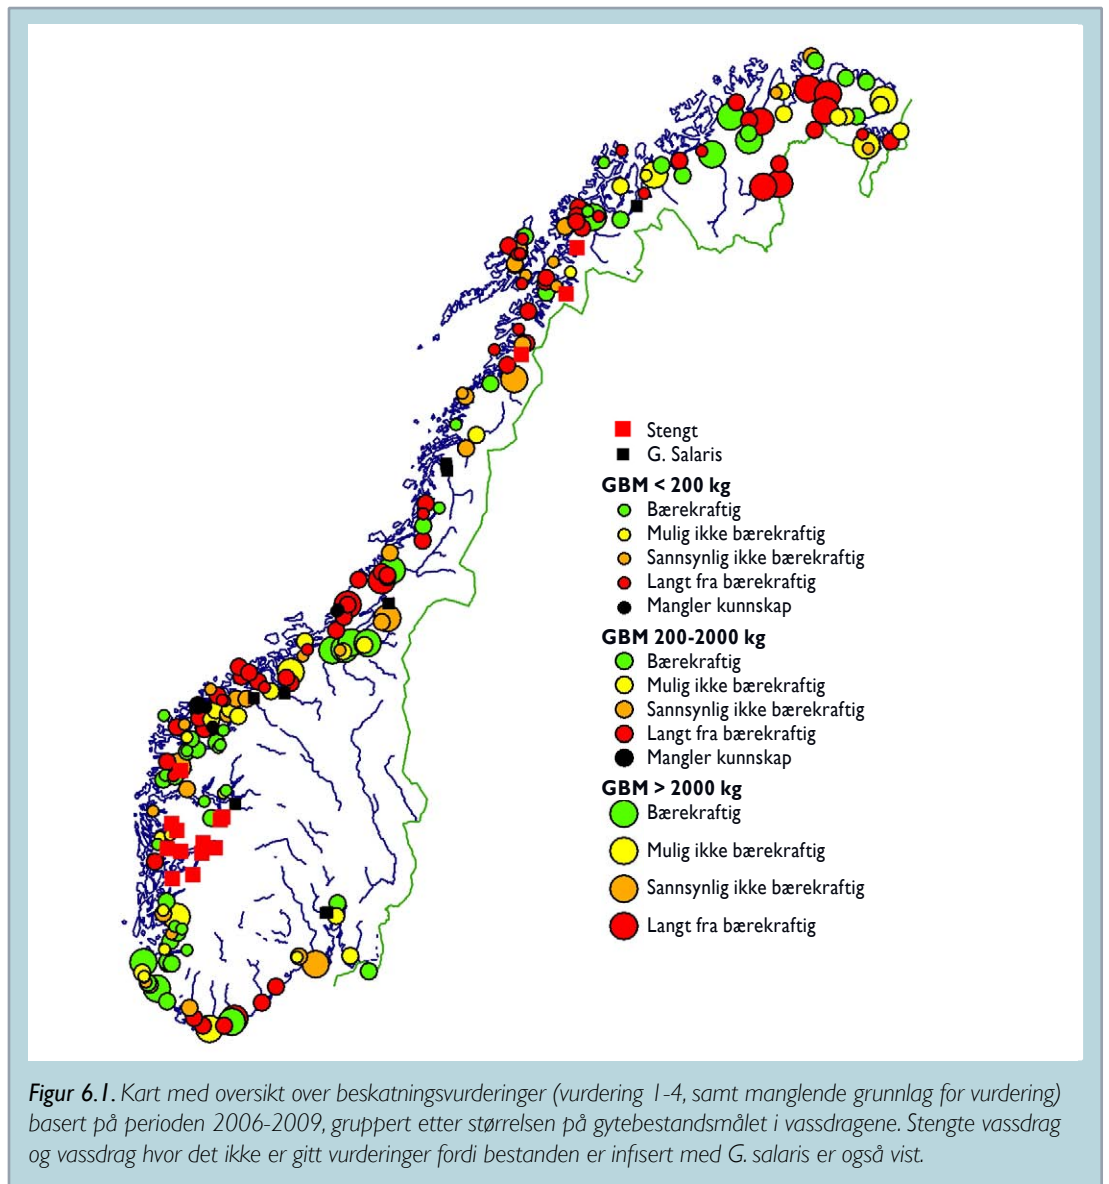 Stengt
G. Salaris
GBM < 200 kg
Bærekraftig
Mulig ikke bærekraftig
Sannsynlig ikke bærekraftig
Langt fra bærekraftig
Mangler kunnskap
GBM 200-2000 kg
Bærekraftig
Mulig ikke bærekraftig
Sannsynlig ikke bærekraftig
Langt fra bærekraftig
Mangler kunnskap
GBM > 2000 kg
Bærekraftig
Mulig ikke bærekraftig
Sannsynlig ikke bærekraftig
Langt fra bærekraftig
Figur 6.1. Kart med oversikt over beskatningsvurderinger (vurdering 1-4, samt manglende grunnlag for vurdering)
basert på perioden 2006-2009, gruppert etter størrelsen på gytebestandsmålet i vassdragene. Stengte vassdrag
og vassdrag hvor det ikke er gitt vurderinger fordi bestanden er infisert med G. salaris er også vist.